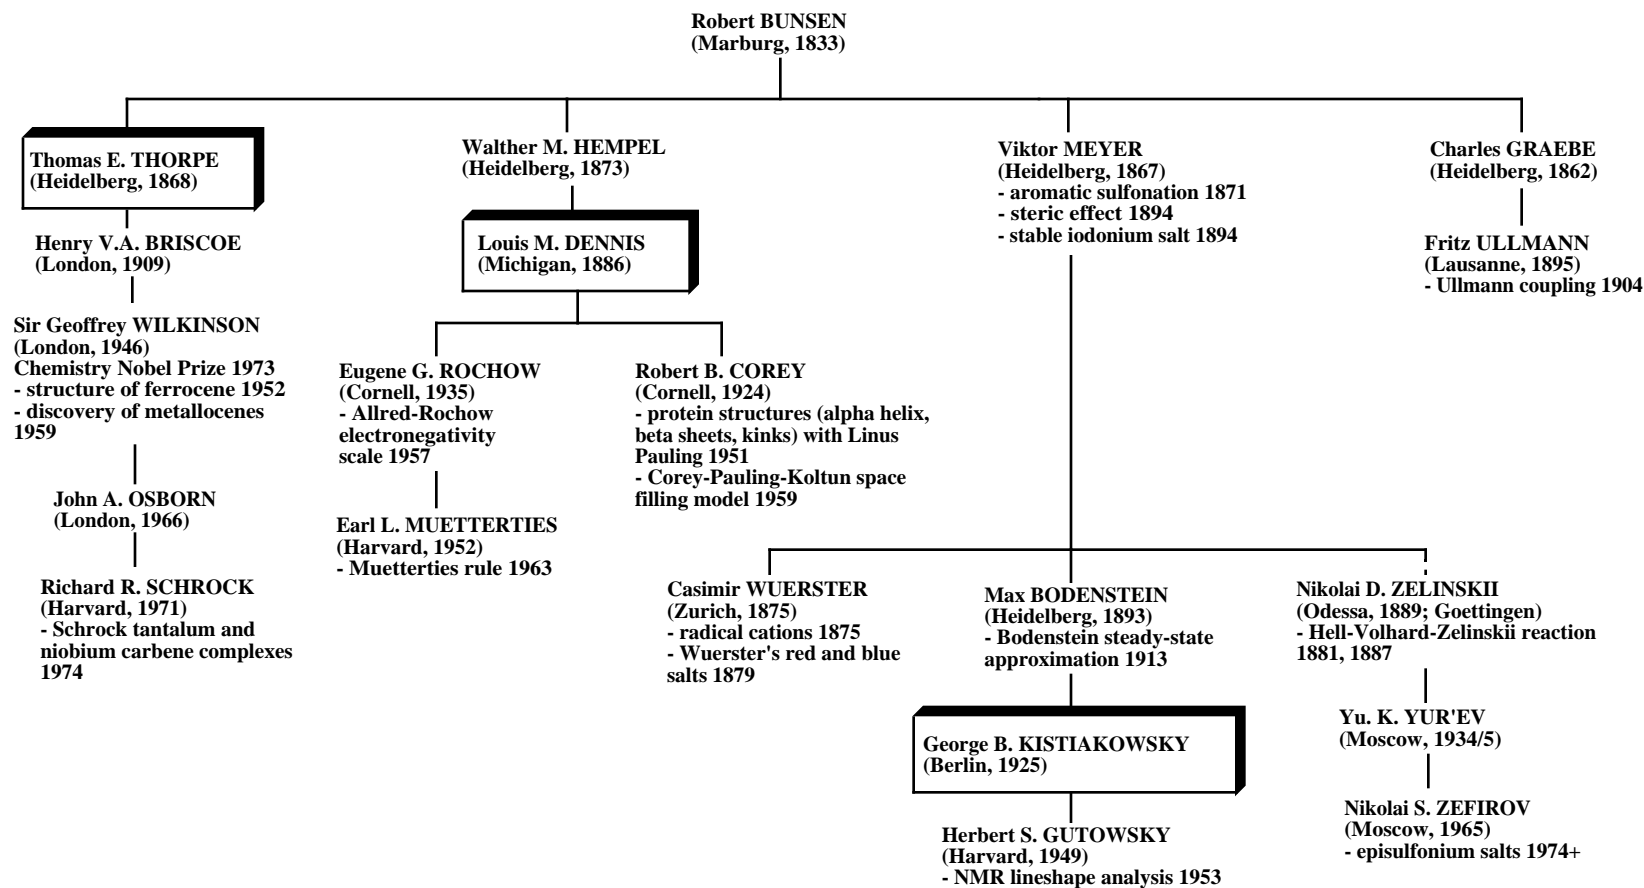 Robert BUNSEN
(Marburg, 1833)
Thomas E. THORPE
(Heidelberg, 1868)
Henry V.A. BRISCOE
(London, 1909)
Sir Geoffrey WILKINSON
(London, 1946)
Chemistry Nobel Prize 1973
- structure of ferrocene 1952
- discovery of metallocenes
1959
John A. OSBORN
(London, 1966)
Richard R. SCHROCK
(Harvard, 1971)
- Schrock tantalum and
niobium carbene complexes
1974
Walther M. HEMPEL
(Heidelberg, 1873)
Louis M. DENNIS
(Michigan, 1886)
Eugene G. ROCHOW
(Cornell, 1935)
- Allred-Rochow
electronegativity
scale 1957
Earl L. MUETTERTIES
(Harvard, 1952)
- Muetterties rule 1963
Robert B. COREY
(Cornell, 1924)
- protein structures (alpha helix,
beta sheets, kinks) with Linus
Pauling 1951
- Corey-Pauling-Koltun space
filling model 1959
Viktor MEYER
(Heidelberg, 1867)
- aromatic sulfonation 1871
- steric effect 1894
- stable iodonium salt 1894
Casimir WUERSTER
(Zurich, 1875)
- radical cations 1875
- Wuerster's red and blue
salts 1879
Max BODENSTEIN
(Heidelberg, 1893)
- Bodenstein steady-state
approximation 1913
George B. KISTIAKOWSKY
(Berlin, 1925)
Herbert S. GUTOWSKY
(Harvard, 1949)
- NMR lineshape analysis 1953
Nikolai D. ZELINSKII
(Odessa, 1889; Goettingen)
- Hell-Volhard-Zelinskii reaction
1881, 1887
Yu. K. YUR'EV
(Moscow, 1934/5)
Nikolai S. ZEFIROV
(Moscow, 1965)
- episulfonium salts 1974+
Charles GRAEBE
(Heidelberg, 1862)
Fritz ULLMANN
(Lausanne, 1895)
- Ullmann coupling 1904